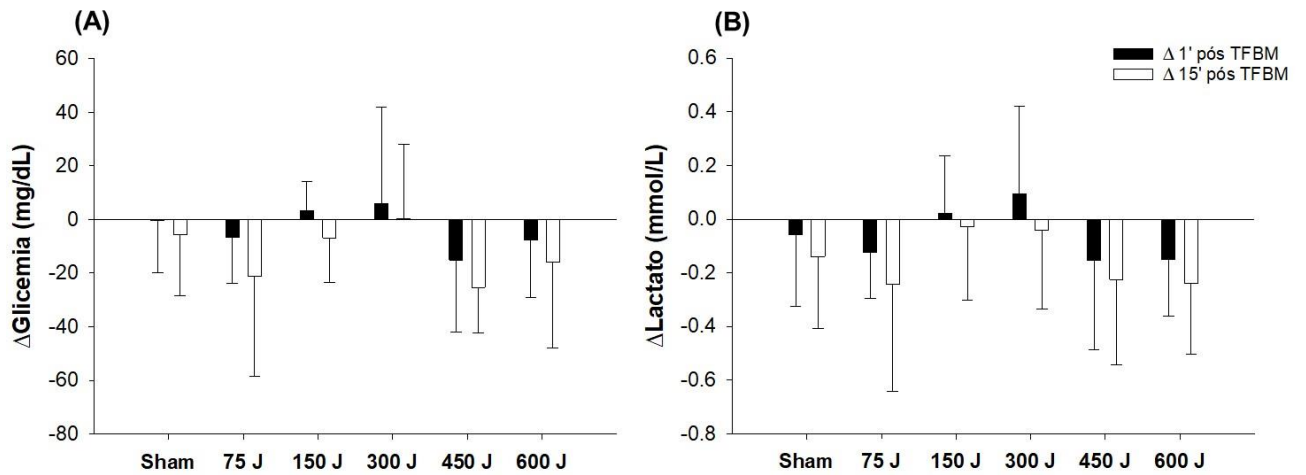 (A)
ΔGlicemia (mg/dL)
60
40
20
0
-20
-40
-60
-80
Sham 75 J 150 J 300 J 450 J 600 J
(B)
Δ 1' pós TFBM
Δ 15' pós TFBM
ΔLactato (mmol/L)
0.6
0.4
0.2
0.0
-0.2
-0.4
-0.6
-0.8
Sham 75 J 150 J 300 J 450 J 600 J